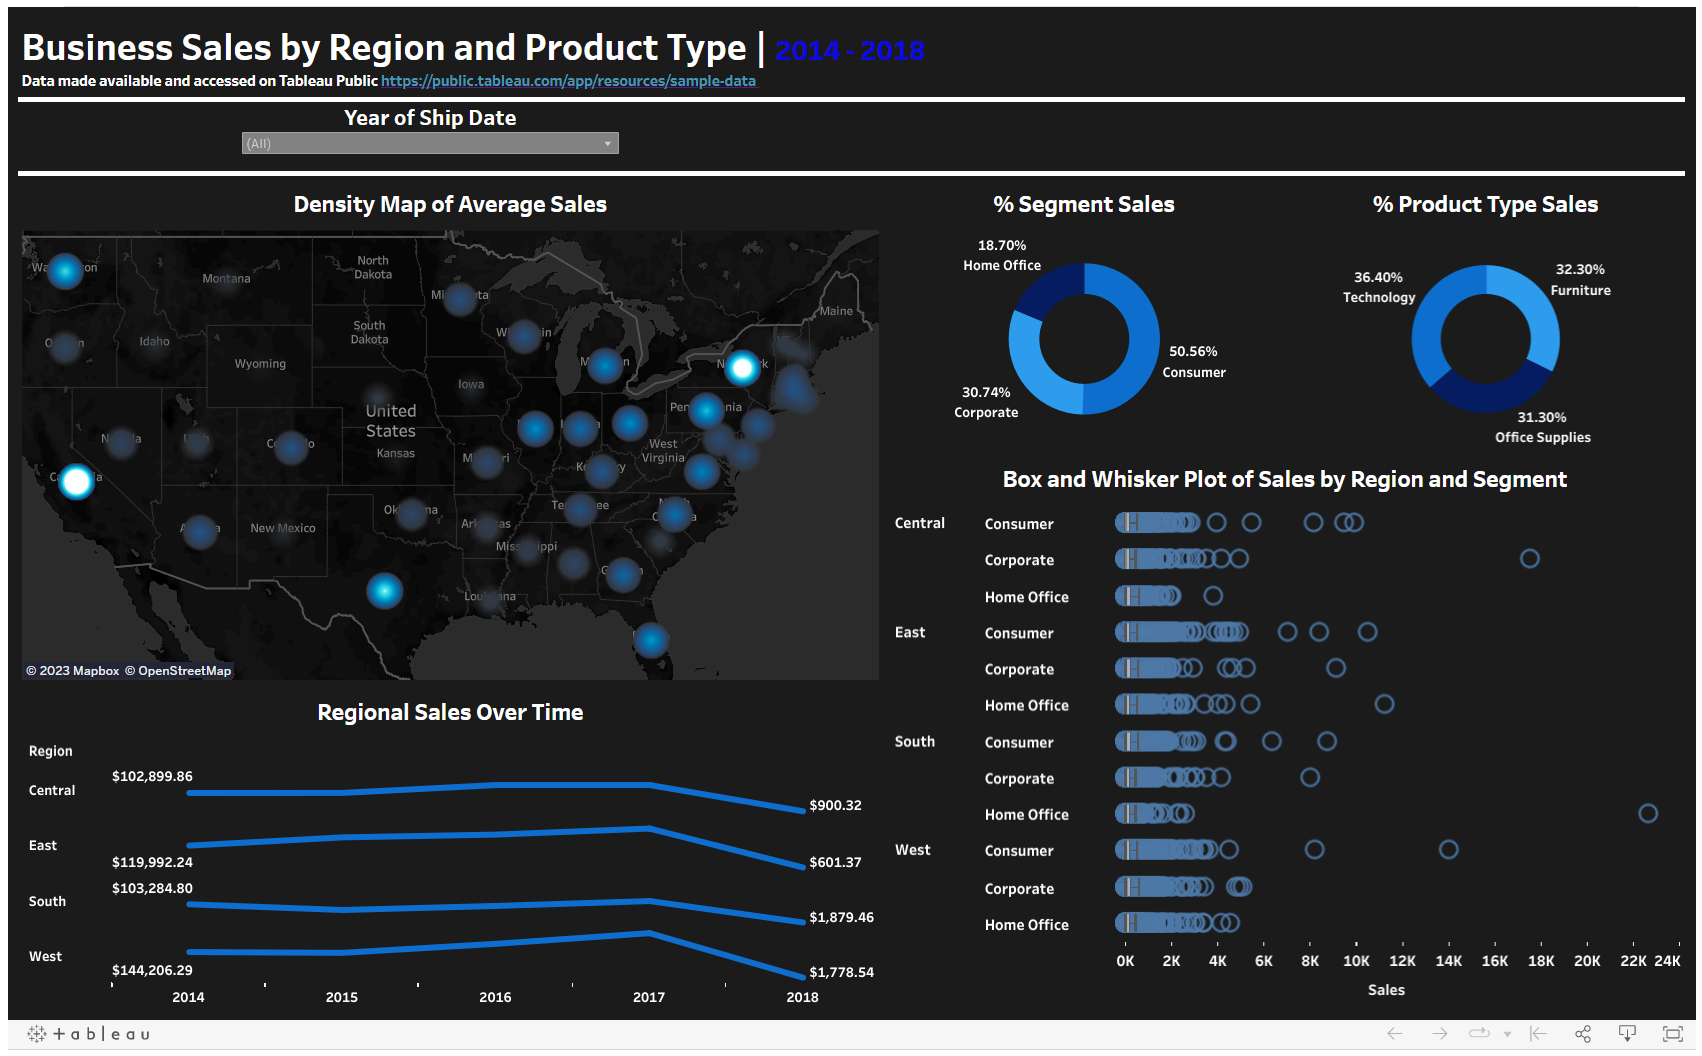 Business Sales by Region and Product Type | 2014 - 2018
Data made available and accessed on Tableau Public https://public.tableau.com/app/resources/sample-data
Year of Ship Date
(All)
Density Map of Average Sales
North
Dakota
Montana
Maine
South
Dakota
Idaho
Wyoming
Iowa
United
States
Kansas
West
Virginia
New Mexico
© 2023 Mapbox © OpenStreetMap
% Segment Sales
18.70%
Home Office
50.56%
Consumer
30.74%
Corporate
% Product Type Sales
36.40%
Technology
32.30%
Furniture
31.30%
Office Supplies
Box and Whisker Plot of Sales by Region and Segment
Central Consumer
Corporate
Home Office
East Consumer
Corporate
Home Office
South Consumer
Corporate
Home Office
West Consumer
Corporate
Home Office
0K 2K 4K 6K 8K 10K 12K 14K 16K 18K 20K 22K 24K
Sales
Regional Sales Over Time
Region
Central $102,899.86 $900.32
East $119,992.24 $601.37
South $103,284.80 $1,879.46
West $144,206.29 $1,778.54
2014 2015 2016 2017 2018
+ a b l e a u